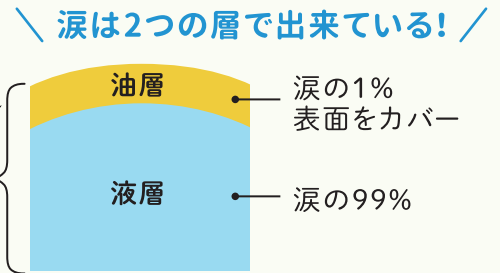 涙は2つの層で出来ている!
油層
涙の1%
表面をカバー
液層
涙の99%